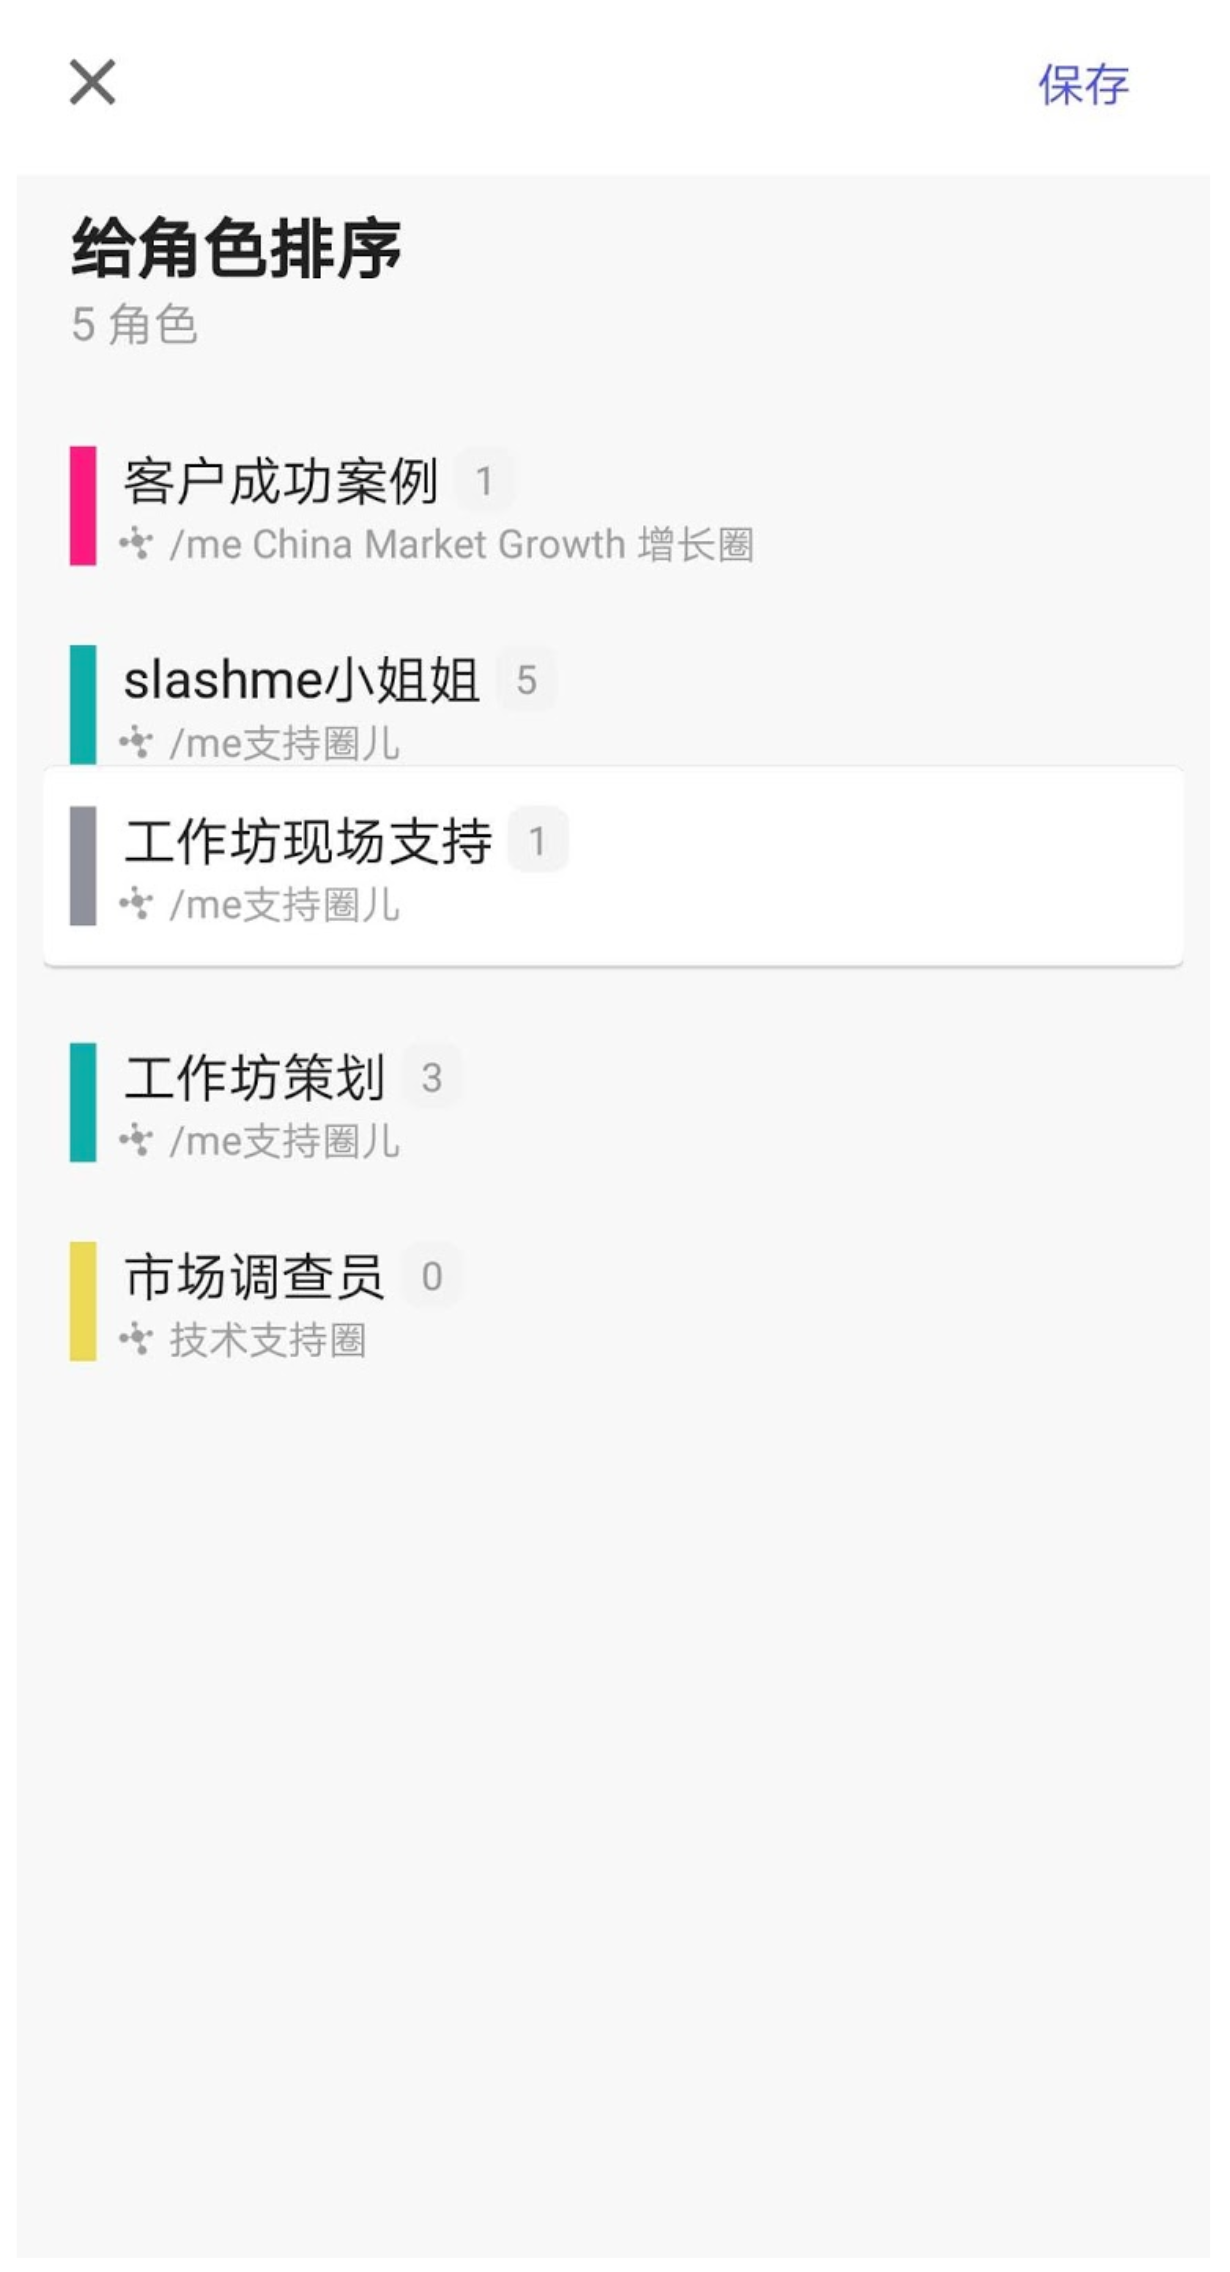 保存
给角色排序
5 角色
客户成功案例 1
/me China Market Growth 增长圈
slashme小姐姐 5
/me支持圈儿
工作坊现场支持 1
/me支持圈儿
工作坊策划 3
/me支持圈儿
市场调查员 0
技术支持圈